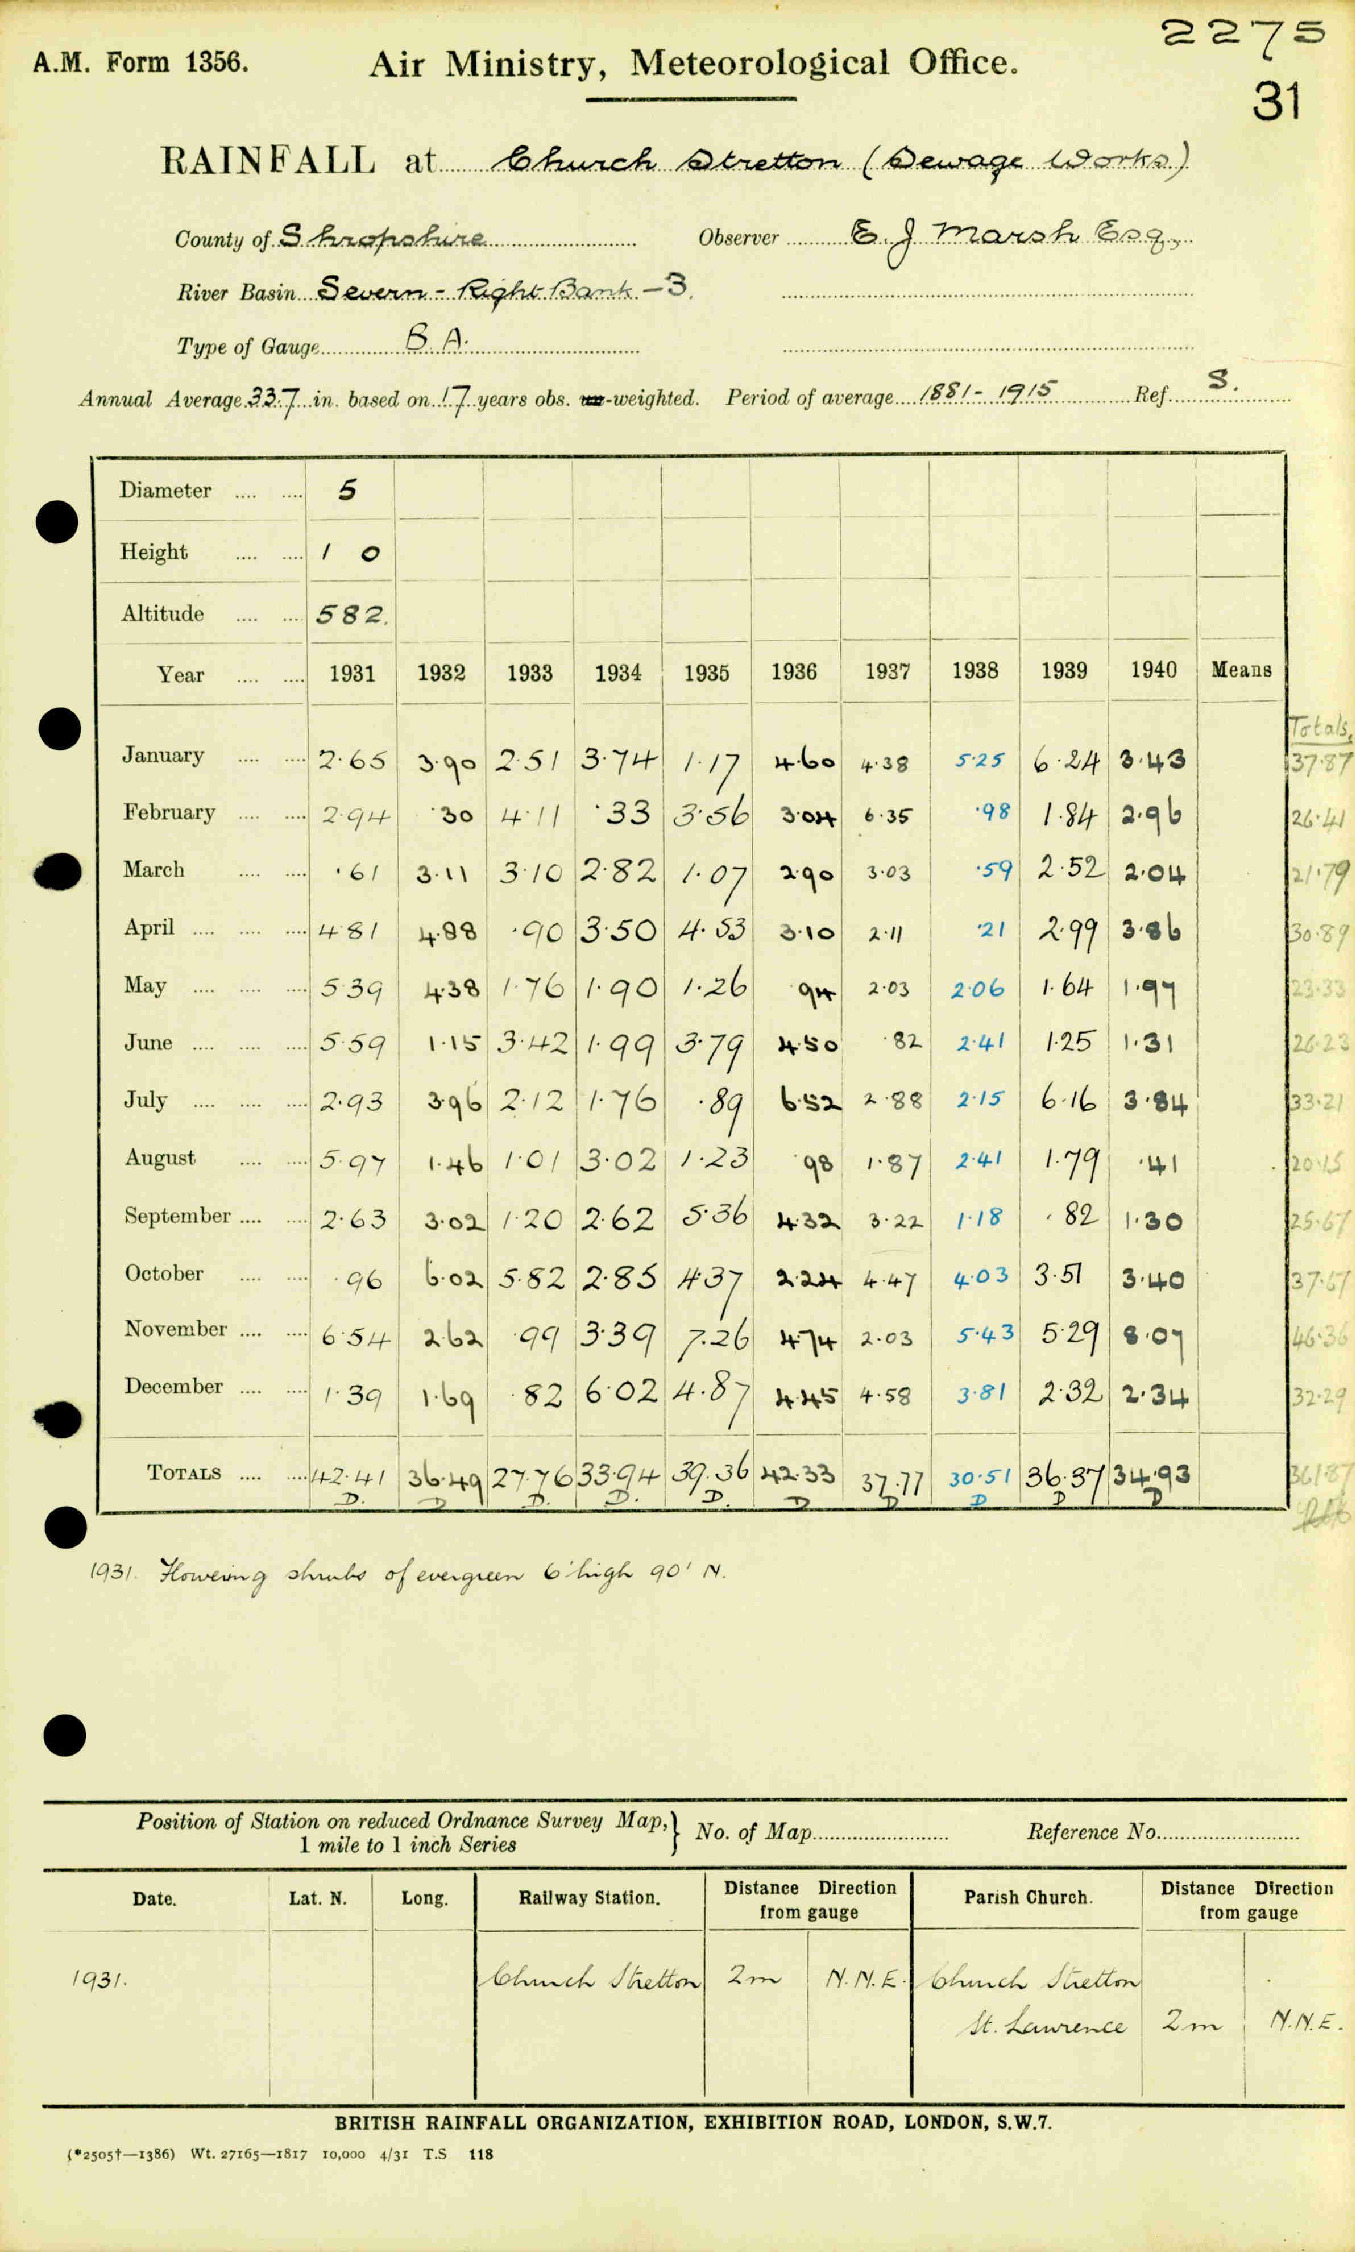 2275
A.M. Form 1356. Air Ministry, Meteorological Office.
31
RAINFALL at Church Stretton (Sewage Works)
County of Shropshire Observer E. J Marsh Esq.,
River Basin Severn - Right Bank - 3.
Type of Gauge B. A.
Annual Average 33.7 in. based on 17 years obs. -weighted. Period of average 1881 - 1915 Ref. S.
Diameter .... .... 5
Height .... .... 1 0
Altitude .... .... 582.
Year .... .... 1931 1932 1933 1934 1935 1936 1937 1938 1939 1940 Means
Totals,
January .... .... 2.65 3.90 2.51 3.74 1.17 4.60 4.38 5.25 6.24 3.43 37.87
February .... .... 2.94 .30 4.11 .33 3.56 3.04 6.35 .98 1.84 2.96 26.41
March .... .... .61 3.11 3.10 2.82 1.07 2.90 3.03 .59 2.52 2.04 21.79
April .... .... .... 4.81 4.88 .90 3.50 4.53 3.10 2.11 .21 2.99 3.86 30.89
May .... .... .... 5.39 4.38 1.76 1.90 1.26 .94 2.03 2.06 1.64 1.97 23.33
June .... .... .... 5.59 1.15 3.42 1.99 3.79 4.50 .82 2.41 1.25 1.31 26.23
July .... .... .... 2.93 3.96 2.12 1.76 .89 6.52 2.88 2.15 6.16 3.84 33.21
August .... .... 5.97 1.46 1.01 3.02 1.23 .98 1.87 2.41 1.79 .41 20.15
September .... .... 2.63 3.02 1.20 2.62 5.36 4.32 3.22 1.18 .82 1.30 25.67
October .... .... .96 6.02 5.82 2.85 4.37 2.24 4.47 4.03 3.51 3.40 37.67
November .... .... 6.54 2.62 .99 3.39 7.26 4.74 2.03 5.43 5.29 8.07 46.36
December .... .... 1.39 1.69 .82 6.02 4.87 4.45 4.58 3.81 2.32 2.34 32.29
TOTALS .... .... 42.41 36.49 27.76 33.94 39.36 42.33 37.77 30.51 36.37 34.93 361.87
D. D D. D. D. D D D D D
1931. Flowering shrubs of evergreen 6' high 90' N.
Position of Station on reduced Ordnance Survey Map, } No. of Map Reference No.
1 mile to 1 inch Series
Date. Lat. N. Long. Railway Station. Distance Direction from gauge Parish Church. Distance Direction from gauge
1931. Church Stretton 2m N.N.E. Church Stretton
St. Lawrence 2m N.N.E.
BRITISH RAINFALL ORGANIZATION, EXHIBITION ROAD, LONDON, S.W.7.
(*2505†—1386) Wt. 27165—1817 10,000 4/31 T.S 118